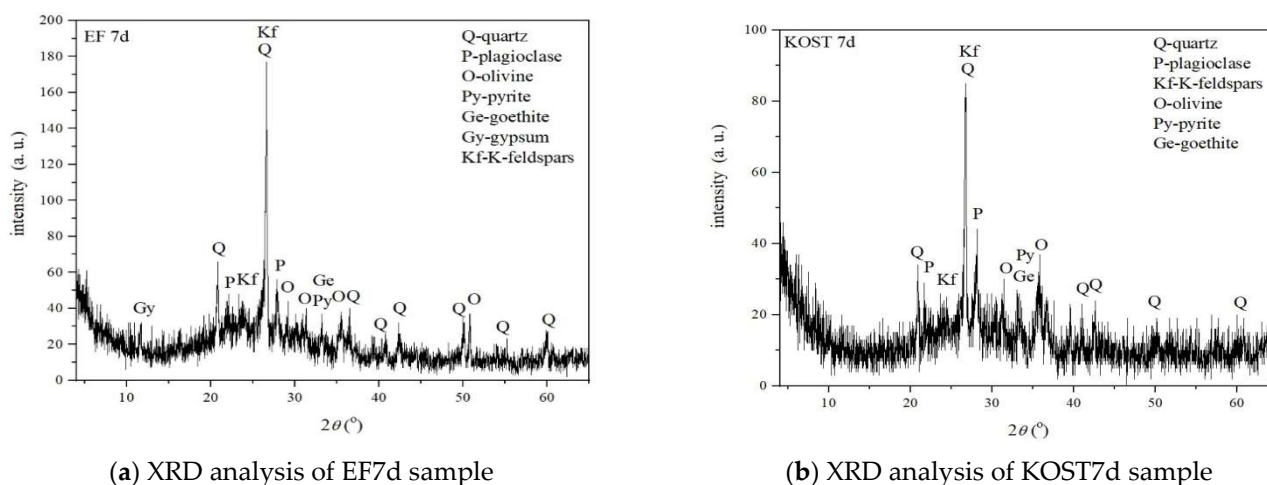 EF 7d
Kf
Q
Q-quartz
P-plagioclase
O-olivine
Py-pyrite
Ge-goethite
Gy-gypsum
Kf-K-feldspars
Gy
Q
P
Kf
P
O
O
Ge
Py
O
Q
Q
Q
Q
O
Q
Q
intensity (a. u.)
200
180
160
140
120
100
80
60
40
20
0
10 20 30 40 50 60
2θ (°)
(a) XRD analysis of EF7d sample
KOST 7d
Kf
Q
Q-quartz
P-plagioclase
Kf-K-feldspars
O-olivine
Py-pyrite
Ge-goethite
Q
P
Kf
P
O
Py
Ge
O
Q
Q
Q
Q
intensity (a. u.)
100
80
60
40
20
0
10 20 30 40 50 60
2θ (°)
(b) XRD analysis of KOST7d sample